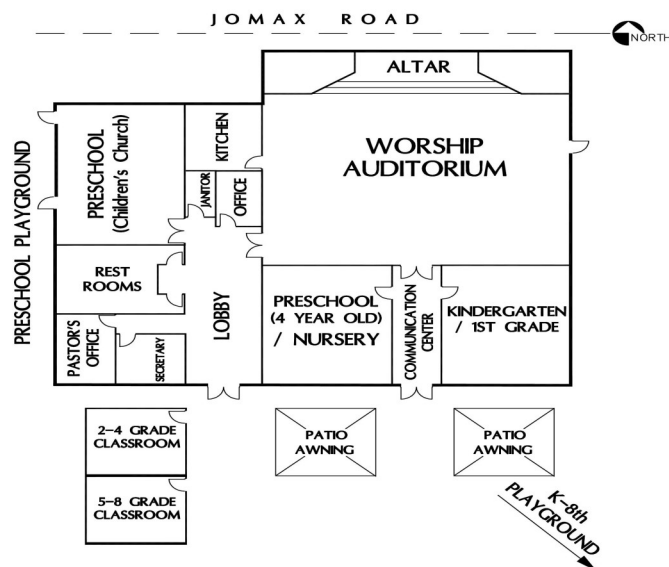 JOMAX ROAD
NORTH
ALTAR
WORSHIP
AUDITORIUM
KITCHEN
JANITOR
OFFICE
PRESCHOOL
(Children's Church)
PRESCHOOL PLAYGROUND
REST
ROOMS
LOBBY
PASTOR'S
OFFICE
SECRETARY
PRESCHOOL
(4 YEAR OLD)
/ NURSERY
COMMUNICATION
CENTER
KINDERGARTEN
/ 1ST GRADE
2-4 GRADE
CLASSROOM
5-8 GRADE
CLASSROOM
PATIO
AWNING
PATIO
AWNING
K-8th
PLAYGROUND